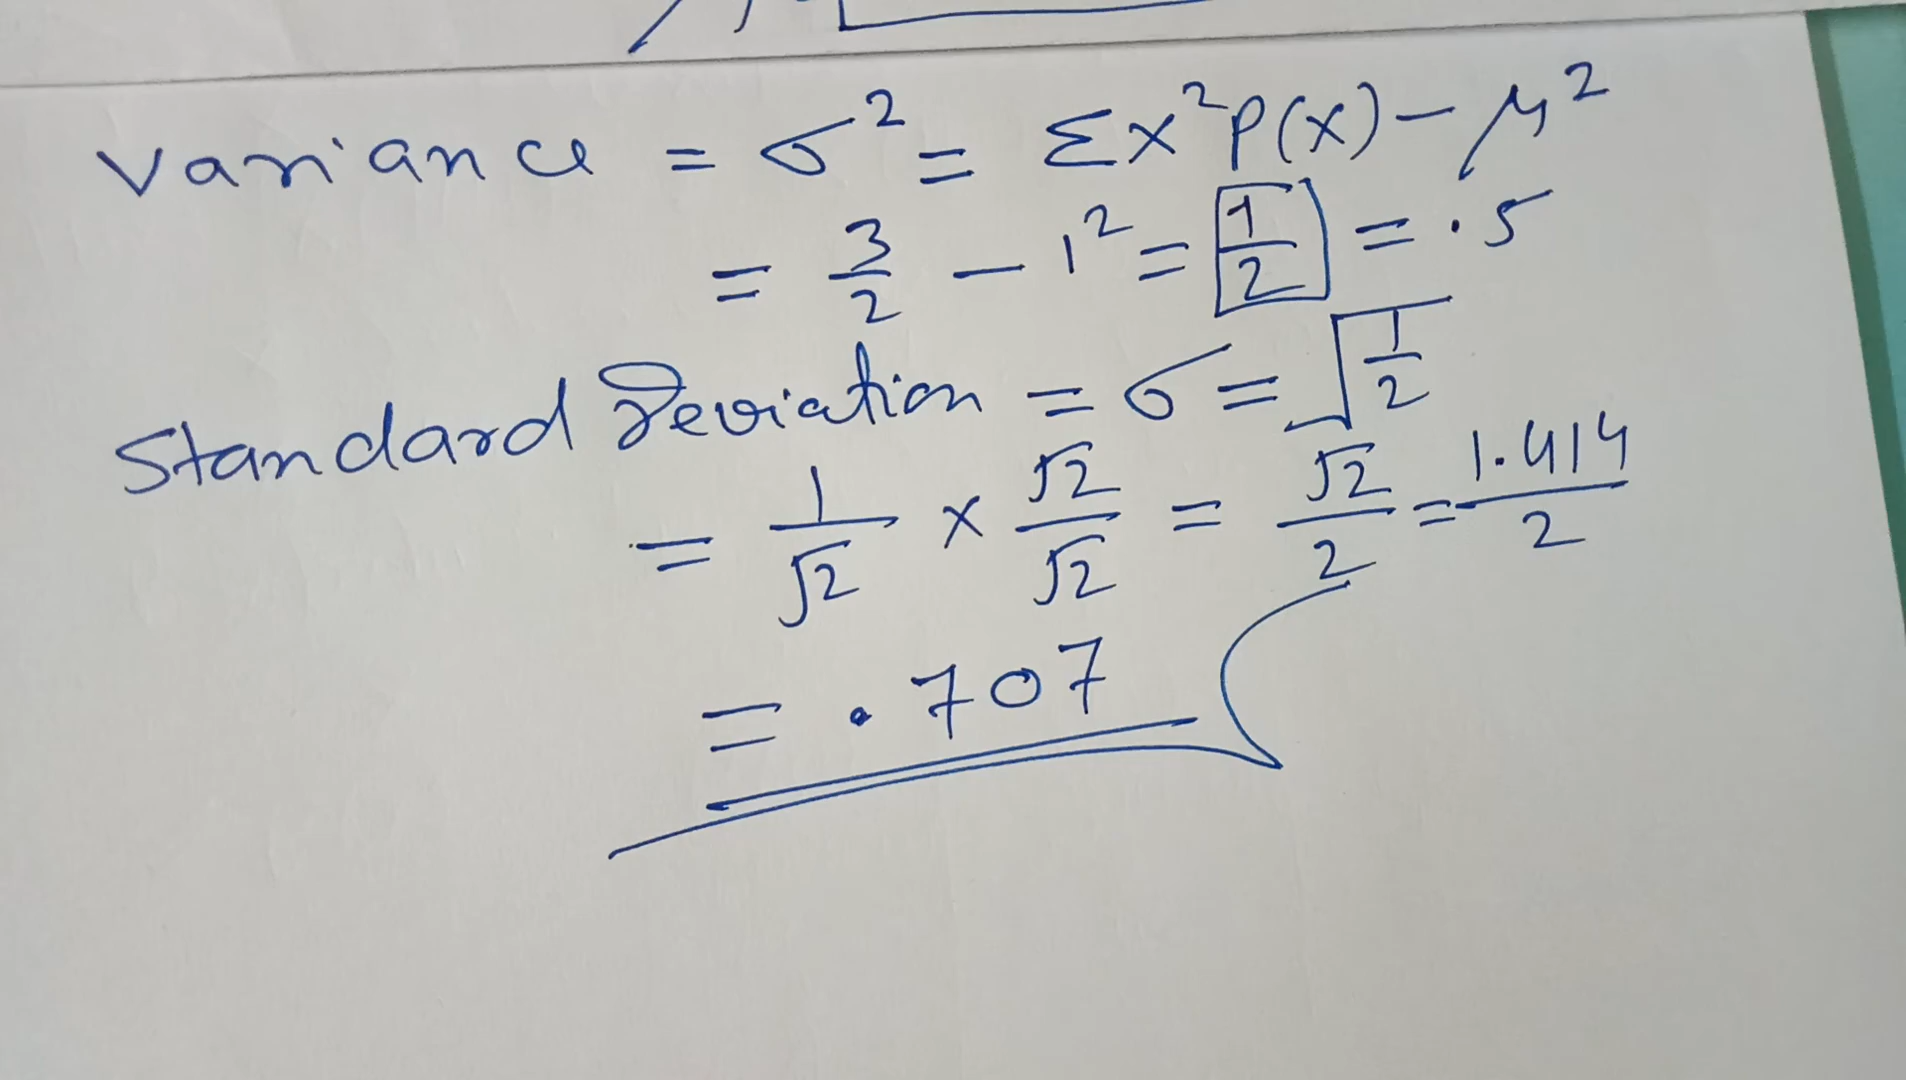 Variance = σ² = Σx²P(x) - μ²
= 3/2 - 1² = 1/2 = .5
Standard Deviation = σ = √1/2
= 1/√2 × √2/√2 = √2/2 = 1.414/2
= .707